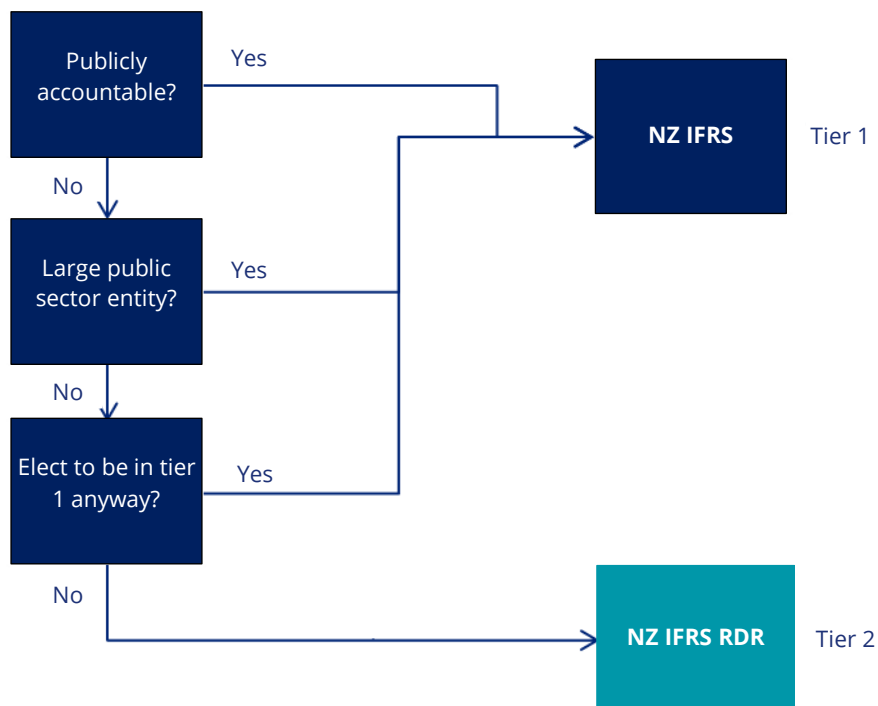 Publicly
accountable?
Yes
NZ IFRS
Tier 1
No
Large public
sector entity?
Yes
No
Elect to be in tier
1 anyway?
Yes
No
NZ IFRS RDR
Tier 2